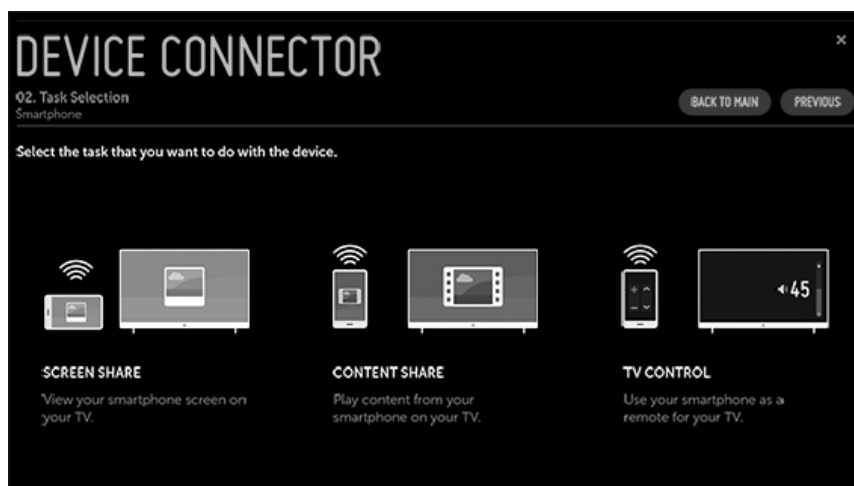 DEVICE CONNECTOR
×
02. Task Selection
Smartphone
BACK TO MAIN
PREVIOUS
Select the task that you want to do with the device.
45
SCREEN SHARE
View your smartphone screen on
your TV.
CONTENT SHARE
Play content from your
smartphone on your TV.
TV CONTROL
Use your smartphone as a
remote for your TV.